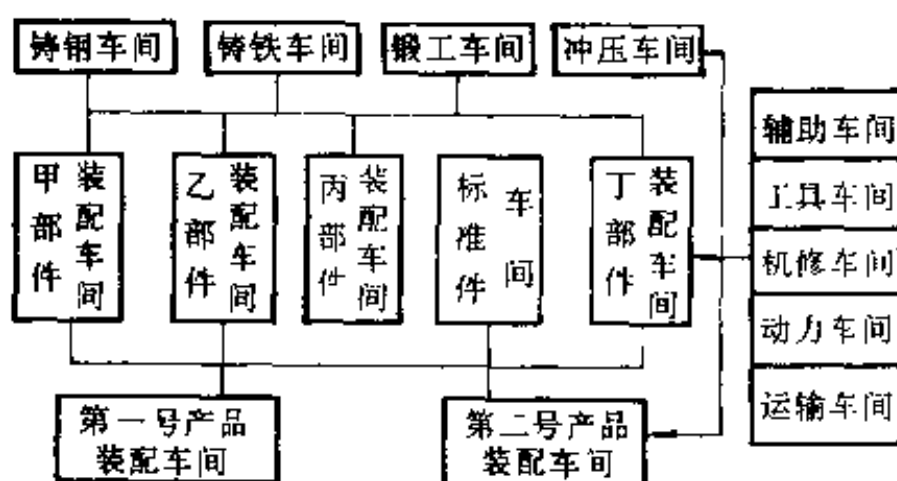 铸钢车间
铸铁车间
锻工车间
冲压车间
甲部件装配车间
乙部件装配车间
丙部件装配车间
标准件车间
丁部件装配车间
辅助车间
工具车间
机修车间
动力车间
运输车间
第一号产品
装配车间
第二号产品
装配车间